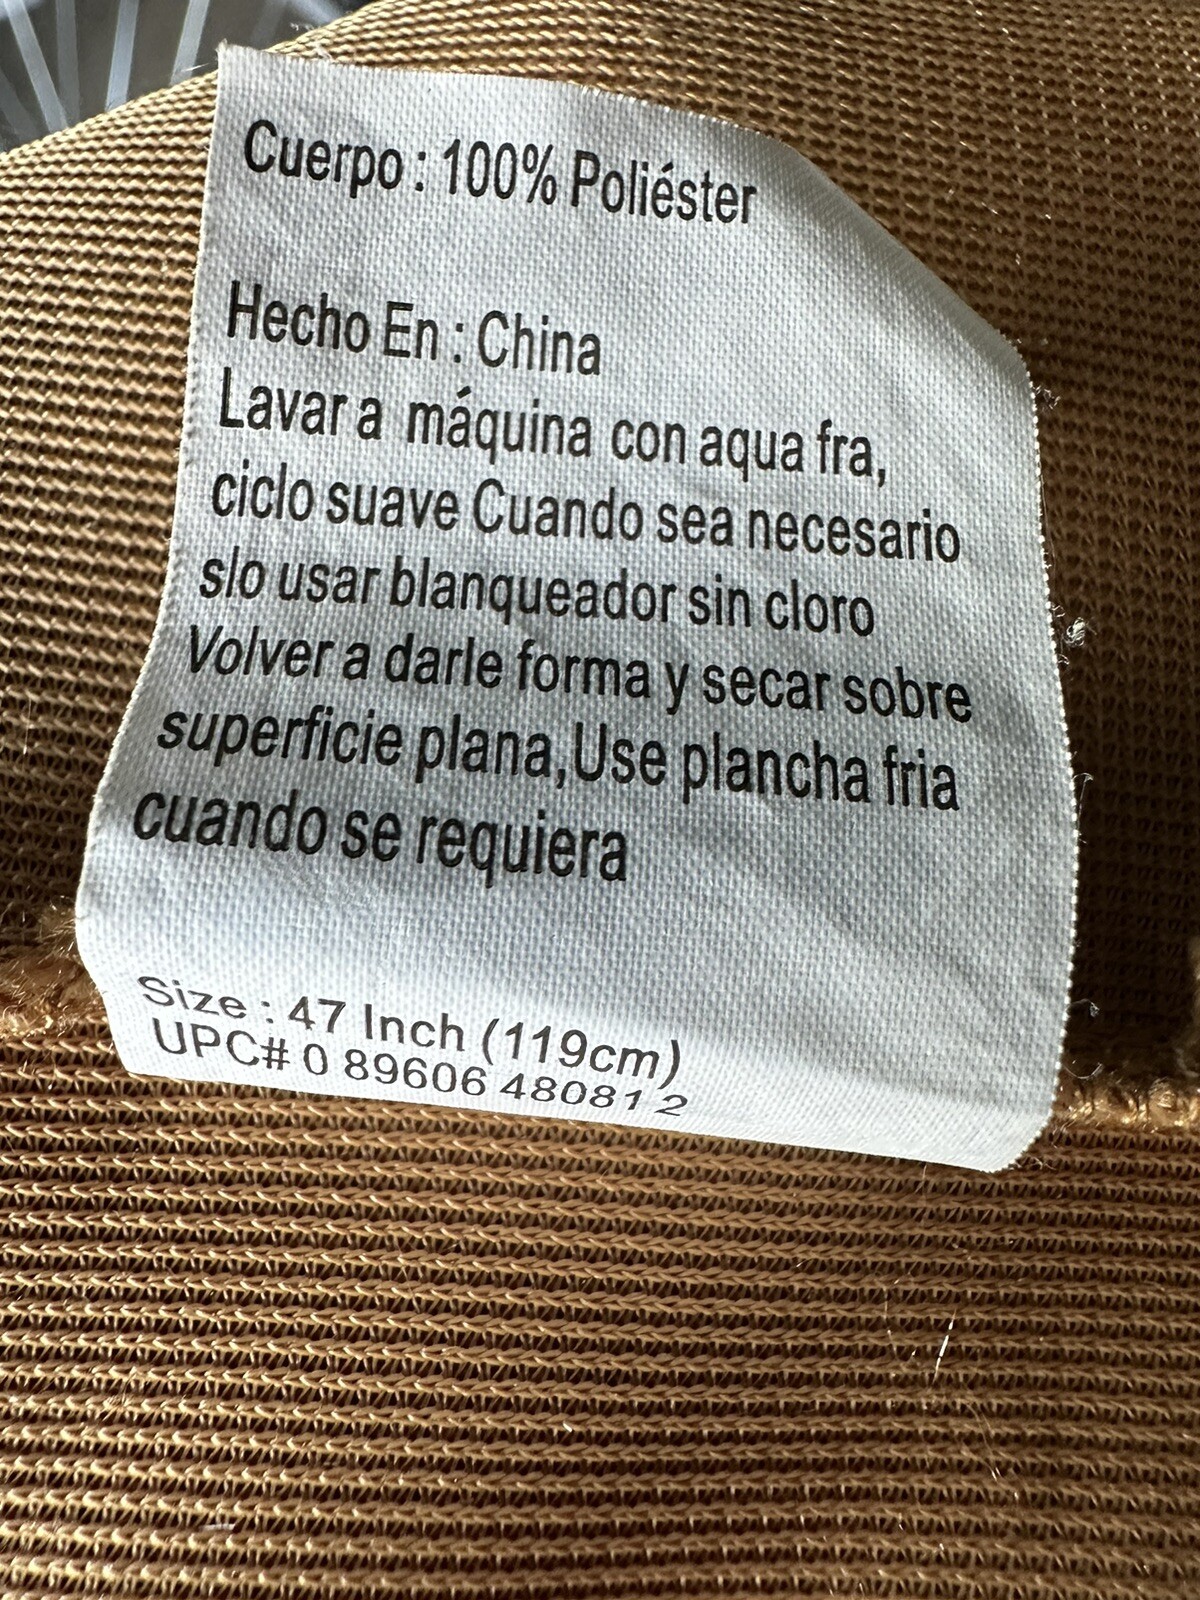 Cuerpo : 100% Poliéster
Hecho En : China
Lavar a máquina con aqua fra,
ciclo suave Cuando sea necesario
slo usar blanqueador sin cloro
Volver a darle forma y secar sobre
superficie plana,Use plancha fria
cuando se requiera
Size : 47 Inch (119cm)
UPC# 0 89606 48081 2